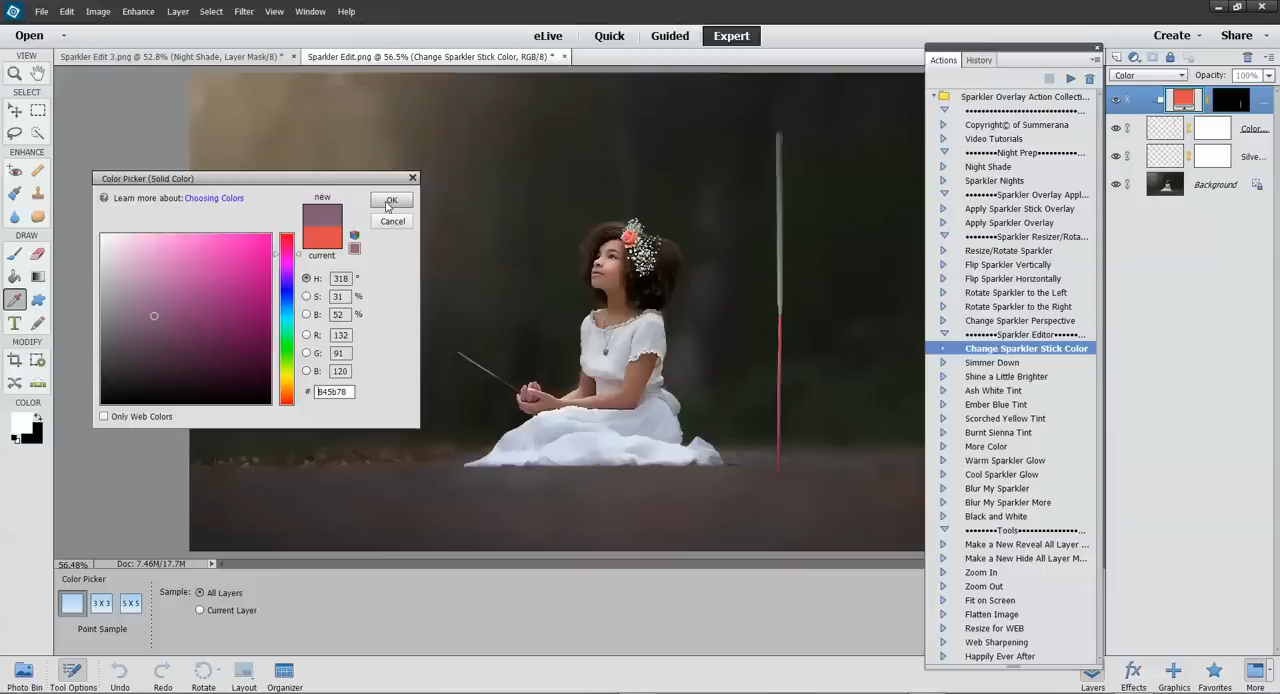 File Edit Image Enhance Layer Select Filter View Window Help
Open eLive Quick Guided Expert Create Share
Sparkler Edit 3.png @ 52.8% (Night Shade, Layer Mask/8) * × Sparkler Edit.png @ 56.5% (Change Sparkler Stick Color, RGB/8) * ×
VIEW
SELECT
ENHANCE
DRAW
MODIFY
COLOR
Color Picker (Solid Color)
Learn more about: Choosing Colors
new
current
OK
Cancel
H: 318 °
S: 31 %
B: 52 %
R: 132
G: 91
B: 120
# 845b78
Only Web Colors
Actions History
Sparkler Overlay Action Collecti...
Copyright© of Summerana
Video Tutorials
••••••••Night Prep••••••••••...
Night Shade
Sparkler Nights
••••••••Sparkler Overlay Appl...
Apply Sparkler Stick Overlay
Apply Sparkler Overlay
••••••••Sparkler Resizer/Rota...
Resize/Rotate Sparkler
Flip Sparkler Vertically
Flip Sparkler Horizontally
Rotate Sparkler to the Left
Rotate Sparkler to the Right
Change Sparkler Perspective
••••••••Sparkler Editor••••••••...
Change Sparkler Stick Color
Simmer Down
Shine a Little Brighter
Ash White Tint
Ember Blue Tint
Scorched Yellow Tint
Burnt Sienna Tint
More Color
Warm Sparkler Glow
Cool Sparkler Glow
Blur My Sparkler
Blur My Sparkler More
Black and White
••••••••Tools•••••••••••••••...
Make a New Reveal All Layer ...
Make a New Hide All Layer M...
Zoom In
Zoom Out
Fit on Screen
Flatten Image
Resize for WEB
Web Sharpening
Happily Ever After
Color Opacity: 100%
...
Color...
Silve...
Background
56.48% Doc: 7.46M/17.7M
Color Picker
3 X 3 5 X 5
Point Sample
Sample: All Layers
Current Layer
Photo Bin Tool Options Undo Redo Rotate Layout Organizer Layers Effects Graphics Favorites More